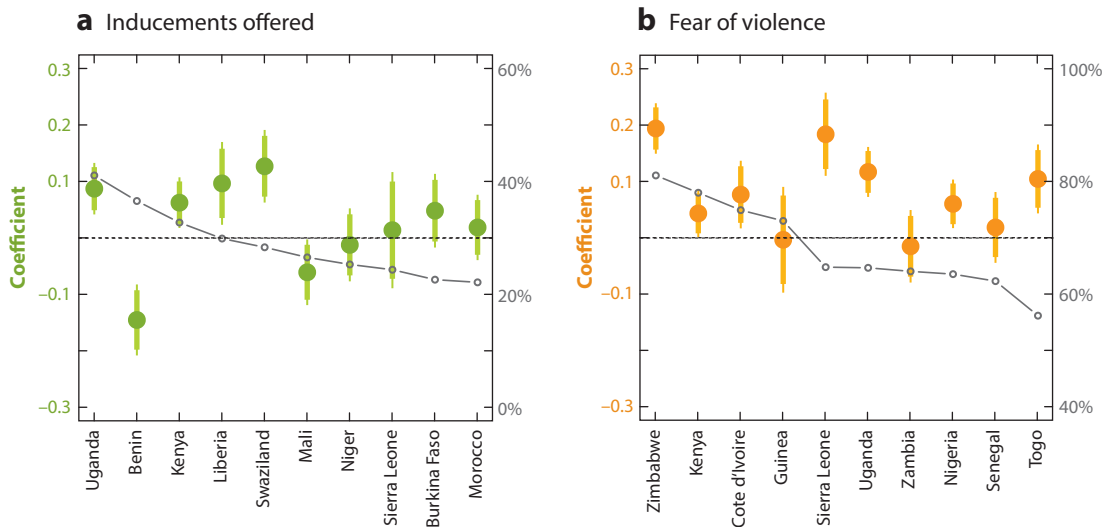 a Inducements offered
0.3
0.2
0.1
–0.1
–0.3
Coefficient
60%
40%
20%
0%
Uganda
Benin
Kenya
Liberia
Swaziland
Mali
Niger
Sierra Leone
Burkina Faso
Morocco
b Fear of violence
0.3
0.2
0.1
–0.1
–0.3
Coefficient
100%
80%
60%
40%
Zimbabwe
Kenya
Cote d'Ivoire
Guinea
Sierra Leone
Uganda
Zambia
Nigeria
Senegal
Togo